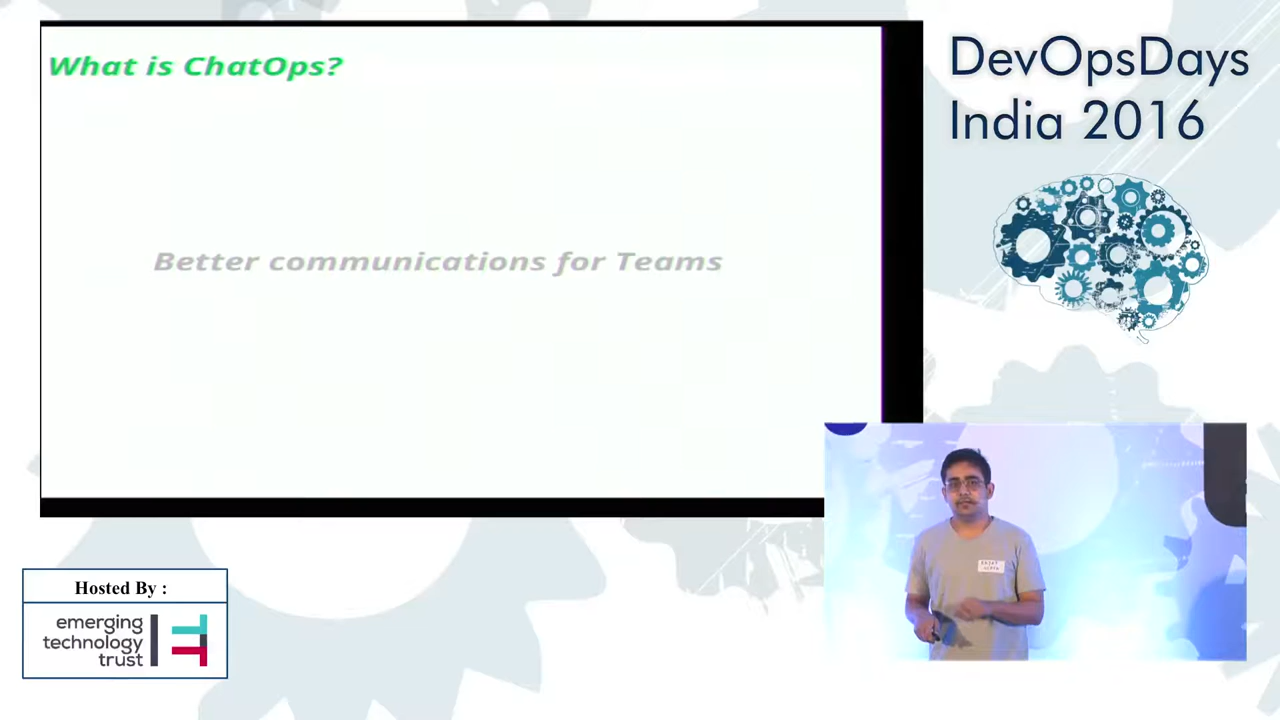 What is ChatOps?
Better communications for Teams
DevOpsDays
India 2016
Hosted By :
emerging
technology
trust